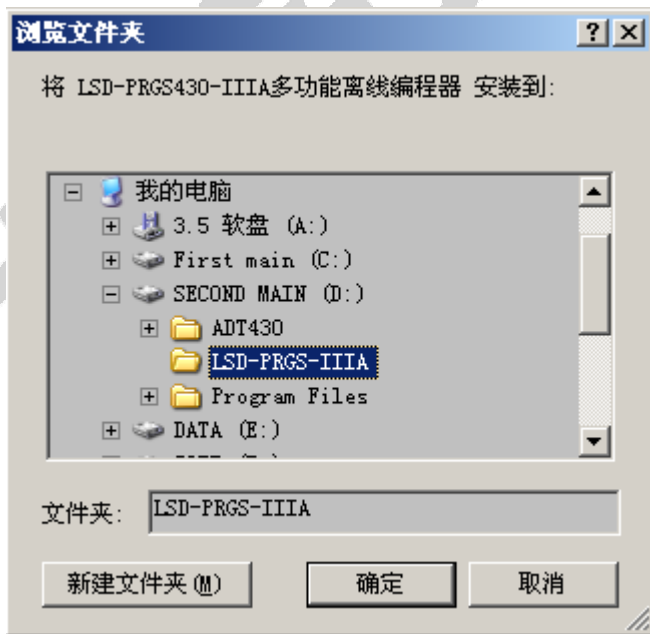 浏览文件夹
将 LSD-PRGS430-IIIA多功能离线编程器 安装到:
我的电脑
3.5 软盘 (A:)
First main (C:)
SECOND MAIN (D:)
ADT430
LSD-PRGS-IIIA
Program Files
DATA (E:)
文件夹: LSD-PRGS-IIIA
新建文件夹(M) 确定 取消